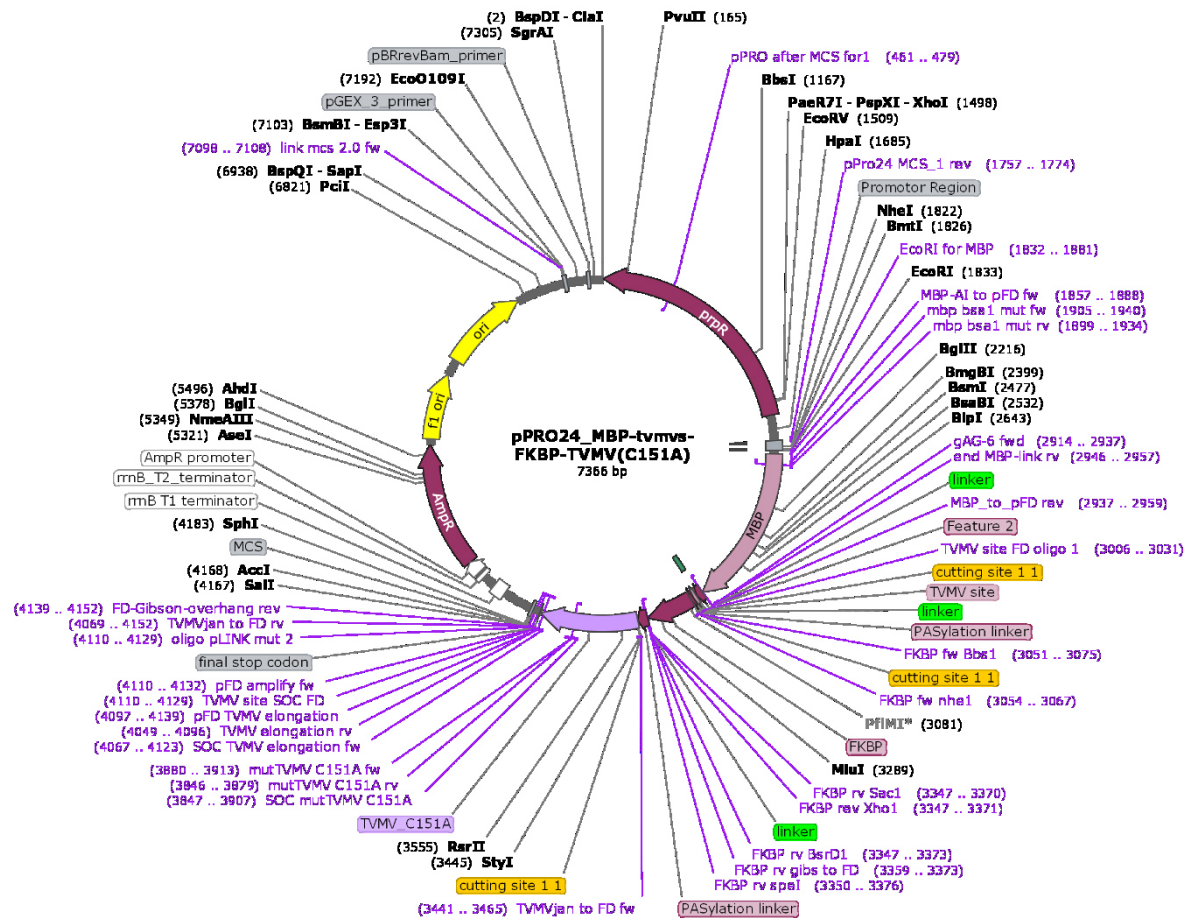 (2) BspDI - ClaI
(7305) SgrAI
pBRrevBam_primer
(7192) EcoO109I
pGEX_3_primer
(7103) BsmBI - Esp3I
(7098 .. 7108) link mcs 2.0 fw
(6938) BspQI - SapI
(6821) PciI
PvuII (165)
pPRO after MCS for1 (461 .. 479)
BbsI (1167)
PaeR7I - PspXI - XhoI (1498)
EcoRV (1509)
HpaI (1685)
pPro24 MCS_1 rev (1757 .. 1774)
Promotor Region
NheI (1822)
BmtI (1826)
EcoRI for MBP (1832 .. 1881)
EcoRI (1833)
MBP-AI to pFD fw (1857 .. 1888)
mbp bsa1 mut fw (1905 .. 1940)
mbp bsa1 mut rv (1899 .. 1934)
BglII (2216)
BmgBI (2399)
BsmI (2477)
BsaBI (2532)
BlpI (2643)
gAG-6 fwd (2914 .. 2937)
end MBP-link rv (2946 .. 2957)
linker
MBP_to_pFD rev (2937 .. 2959)
Feature 2
TVMV site FD oligo 1 (3006 .. 3031)
cutting site 1 1
TVMV site
linker
PASylation linker
FKBP fw Bbs1 (3051 .. 3075)
cutting site 1 1
FKBP fw nhe1 (3054 .. 3067)
PflMI* (3081)
FKBP
MluI (3289)
FKBP rv Sac1 (3347 .. 3370)
FKBP rev Xho1 (3347 .. 3371)
linker
FKBP rv BsrD1 (3347 .. 3373)
FKBP rv gibs to FD (3359 .. 3373)
FKBP rv spaI (3350 .. 3376)
PASylation linker
(3441 .. 3465) TVMVjan to FD fw
cutting site 1 1
(3445) StyI
(3555) RsrII
TVMV_C151A
(3847 .. 3907) SOC mutTVMV C151A
(3846 .. 3879) mutTVMV C151A rv
(3880 .. 3913) mutTVMV C151A fw
(4067 .. 4123) SOC TVMV elongation fw
(4049 .. 4096) TVMV elongation rv
(4097 .. 4139) pFD TVMV elongation
(4110 .. 4129) TVMV site SOC FD
(4110 .. 4132) pFD amplify fw
final stop codon
(4110 .. 4129) oligo pLINK mut 2
(4069 .. 4152) TVMVjan to FD rv
(4139 .. 4152) FD-Gibson-overhang rev
(4167) SalI
(4168) AccI
MCS
(4183) SphI
rrnB T1 terminator
rrnB_T2_terminator
AmpR promoter
(5321) AseI
(5349) NmeAIII
(5378) BglI
(5496) AhdI
prpR
MBP
AmpR
f1 ori
ori
pPRO24_MBP-tvmvs-
FKBP-TVMV(C151A)
7366 bp